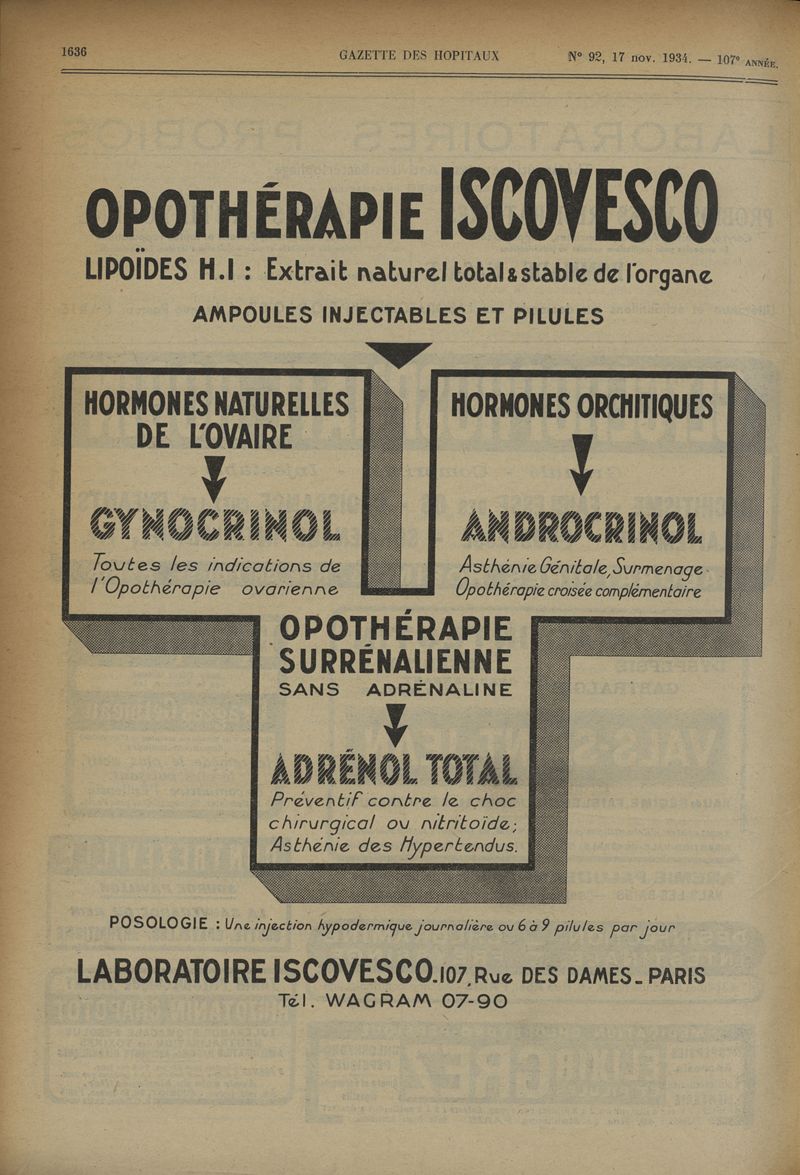 1636
GAZETTE DES HOPITAUX
N° 92, 17 nov. 1934. — 107e ANNÉE.
OPOTHÉRAPIE ISCOVESCO
LIPOÏDES H.I : Extrait naturel total & stable de l'organe
AMPOULES INJECTABLES ET PILULES
HORMONES NATURELLES
DE L'OVAIRE
GYNOCRINOL
Toutes les indications de
l'Opothérapie ovarienne
HORMONES ORCHITIQUES
ANDROCRINOL
Asthénie Génitale, Surmenage
Opothérapie croisée complémentaire
OPOTHÉRAPIE
SURRÉNALIENNE
SANS ADRÉNALINE
ADRÉNOL TOTAL
Préventif contre le choc
chirurgical ou nitritoïde;
Asthénie des Hypertendus.
POSOLOGIE : Une injection hypodermique journalière ou 6 à 9 pilules par jour
LABORATOIRE ISCOVESCO. 107, Rue DES DAMES - PARIS
Tél. WAGRAM 07-90